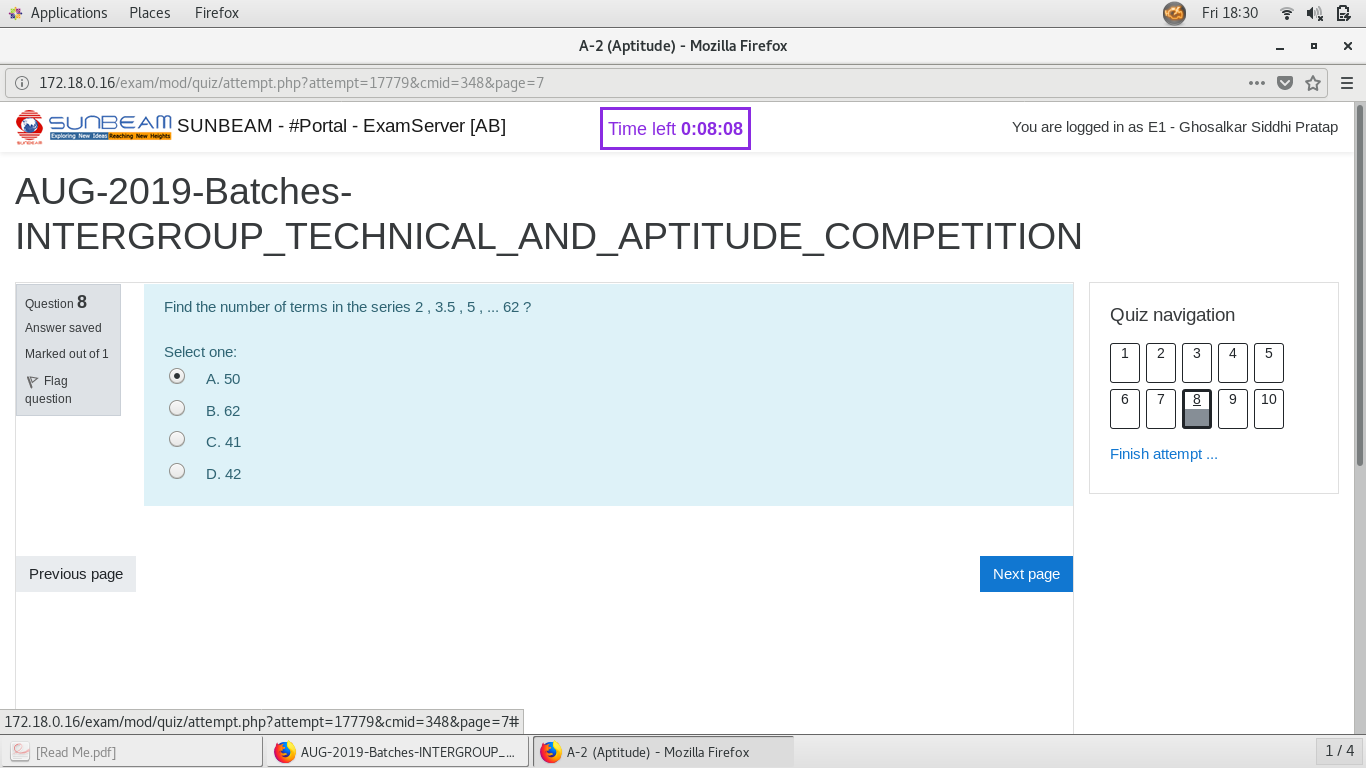 Applications Places Firefox Fri 18:30
A-2 (Aptitude) - Mozilla Firefox
172.18.0.16/exam/mod/quiz/attempt.php?attempt=17779&cmid=348&page=7
SUNBEAM
Exploring New Ideas Reaching New Heights
SUNBEAM - #Portal - ExamServer [AB]
Time left 0:08:08
You are logged in as E1 - Ghosalkar Siddhi Pratap
AUG-2019-Batches-
INTERGROUP_TECHNICAL_AND_APTITUDE_COMPETITION
Question 8
Answer saved
Marked out of 1
Flag
question
Find the number of terms in the series 2 , 3.5 , 5 , ... 62 ?
Select one:
A. 50
B. 62
C. 41
D. 42
Quiz navigation
1 2 3 4 5
6 7 8 9 10
Finish attempt ...
Previous page
Next page
172.18.0.16/exam/mod/quiz/attempt.php?attempt=17779&cmid=348&page=7#
[Read Me.pdf] AUG-2019-Batches-INTERGROUP_... A-2 (Aptitude) - Mozilla Firefox 1 / 4